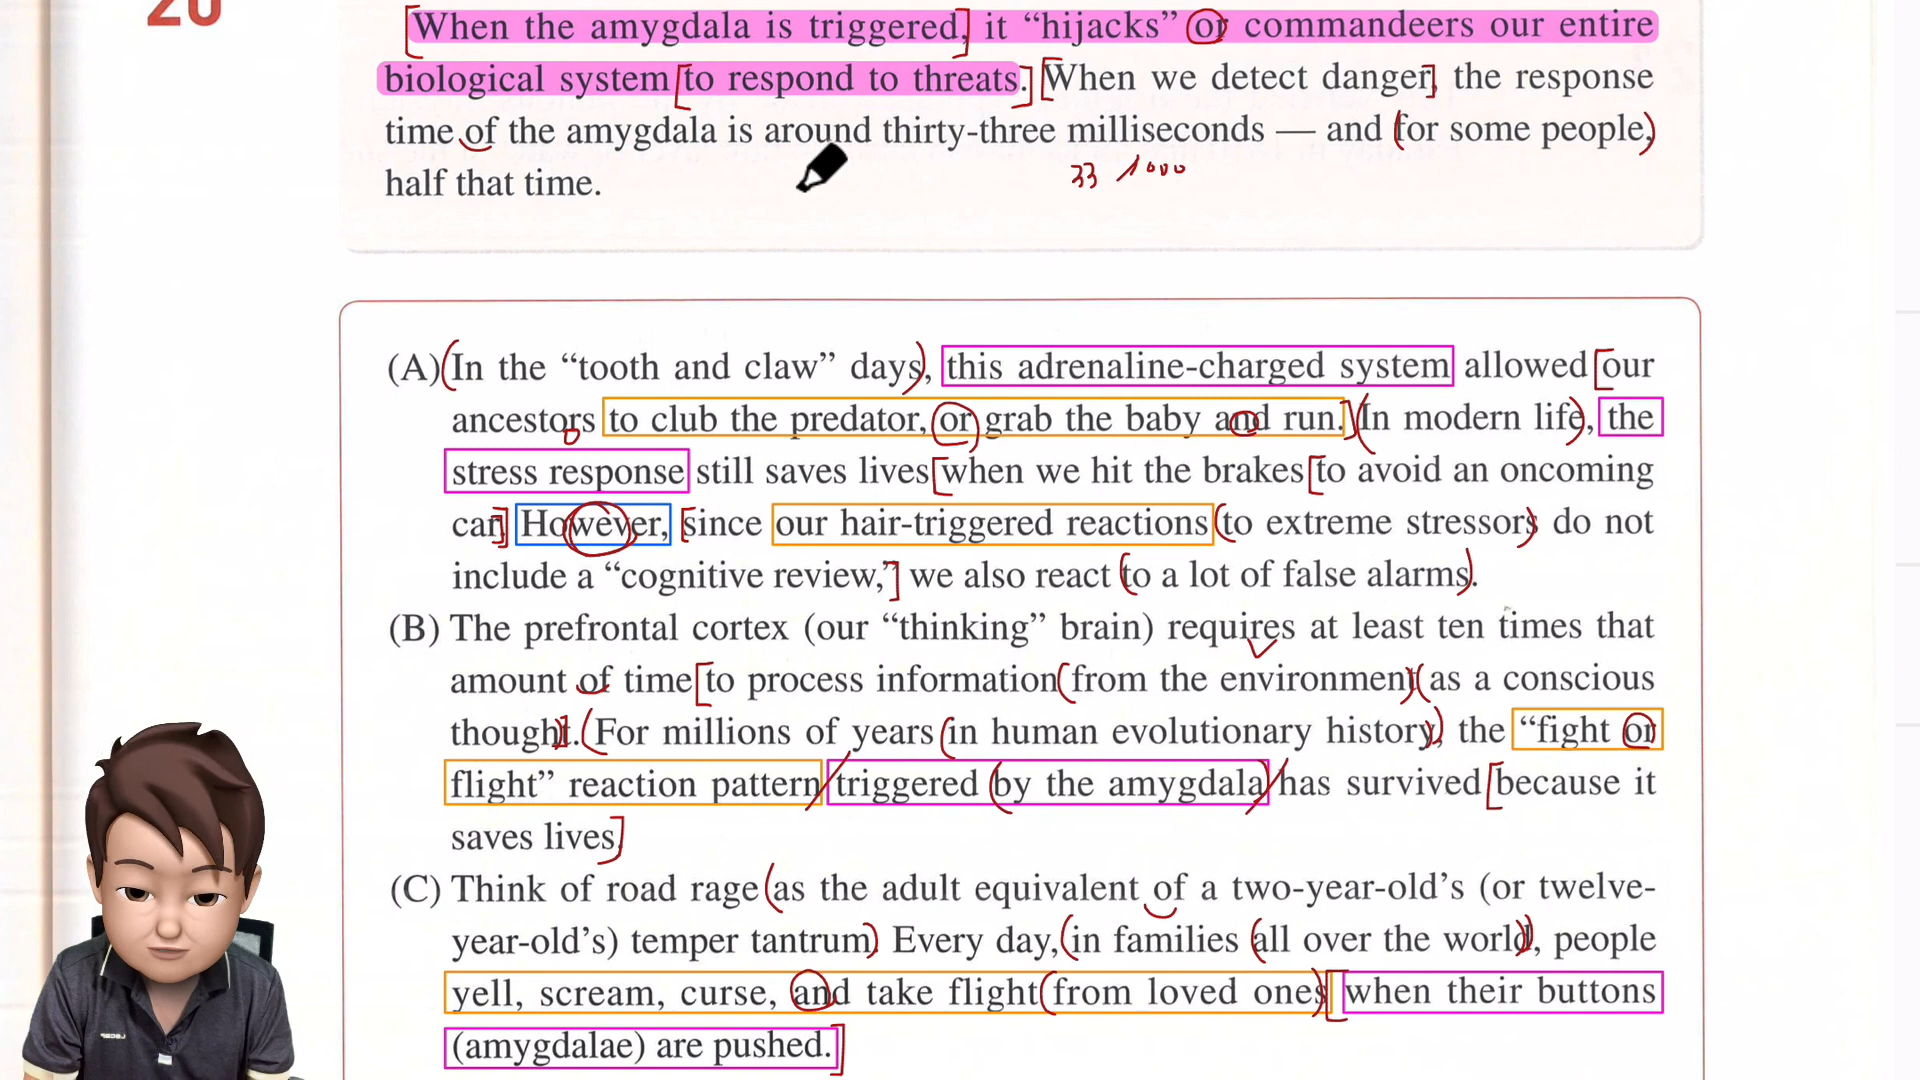 20
When the amygdala is triggered, it “hijacks” or commandeers our entire
biological system to respond to threats. When we detect danger, the response
time of the amygdala is around thirty-three milliseconds — and for some people,
33 1000
half that time.
(A) In the “tooth and claw” days, this adrenaline-charged system allowed our
ancestors to club the predator, or grab the baby and run. In modern life, the
stress response still saves lives when we hit the brakes to avoid an oncoming
car. However, since our hair-triggered reactions to extreme stressors do not
include a “cognitive review,” we also react to a lot of false alarms.
(B) The prefrontal cortex (our “thinking” brain) requires at least ten times that
amount of time to process information from the environment as a conscious
thought. For millions of years in human evolutionary history, the “fight or
flight” reaction pattern triggered by the amygdala has survived because it
saves lives.
(C) Think of road rage as the adult equivalent of a two-year-old’s (or twelve-
year-old’s) temper tantrum. Every day, in families all over the world, people
yell, scream, curse, and take flight from loved ones when their buttons
(amygdalae) are pushed.